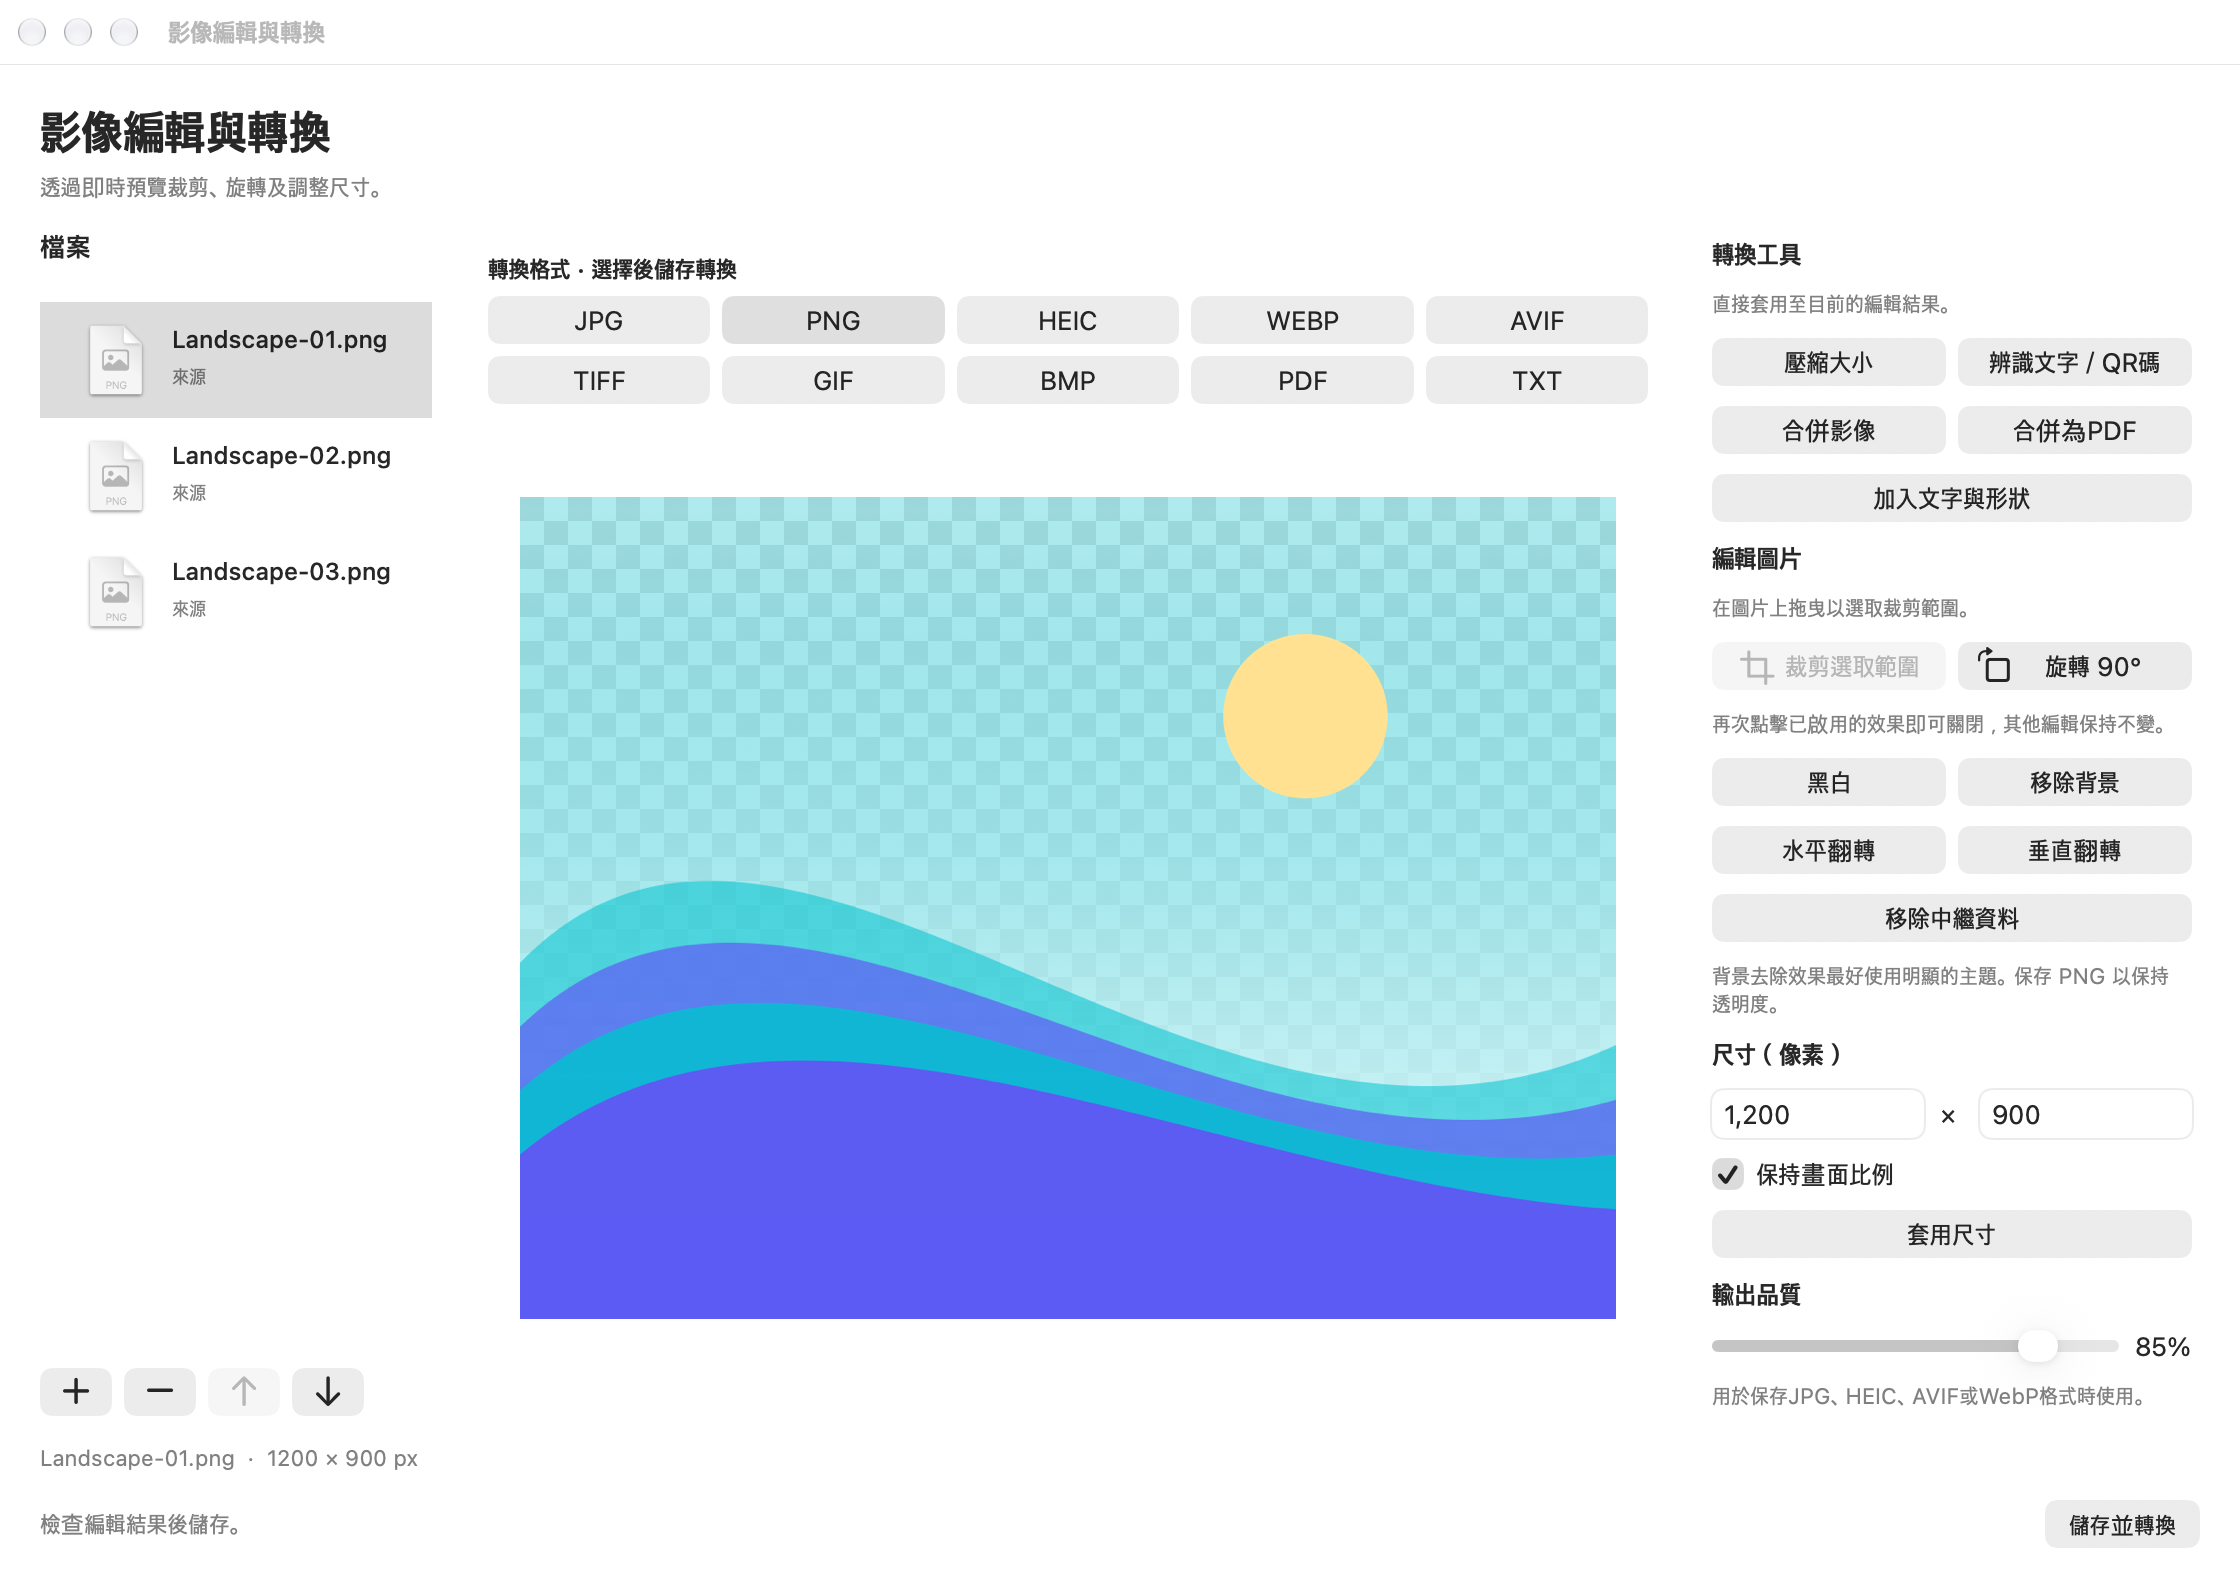 影像編輯與轉換
影像編輯與轉換
透過即時預覽裁剪、旋轉及調整尺寸。
檔案
Landscape-01.png
來源
PNG
Landscape-02.png
來源
PNG
Landscape-03.png
來源
PNG
轉換格式 · 選擇後儲存轉換
JPG PNG HEIC WEBP AVIF
TIFF GIF BMP PDF TXT
轉換工具
直接套用至目前的編輯結果。
壓縮大小 辨識文字 / QR碼
合併影像 合併為PDF
加入文字與形狀
編輯圖片
在圖片上拖曳以選取裁剪範圍。
裁剪選取範圍 旋轉 90°
再次點擊已啟用的效果即可關閉，其他編輯保持不變。
黑白 移除背景
水平翻轉 垂直翻轉
移除中繼資料
背景去除效果最好使用明顯的主題。保存 PNG 以保持
透明度。
尺寸（像素）
1,200 × 900
保持畫面比例
套用尺寸
輸出品質
85%
用於保存JPG、HEIC、AVIF或WebP格式時使用。
Landscape-01.png · 1200 × 900 px
檢查編輯結果後儲存。
儲存並轉換